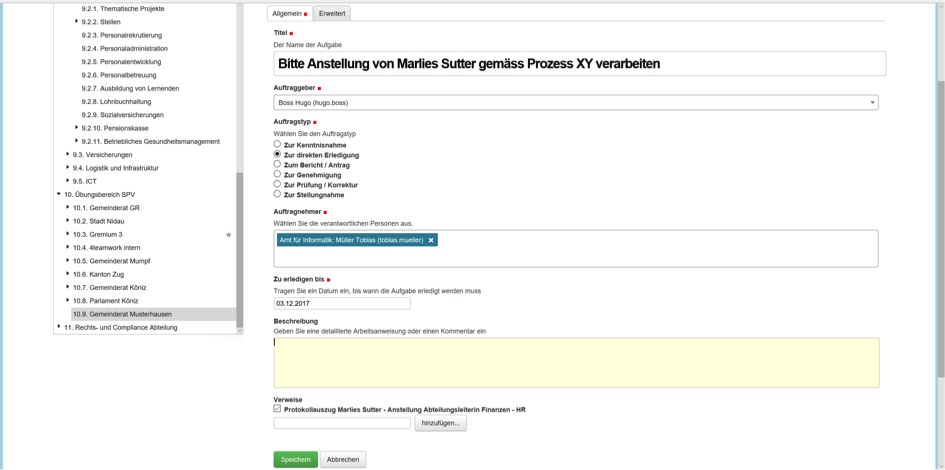 9.2.1. Thematische Projekte
9.2.2. Stellen
9.2.3. Personalrekrutierung
9.2.4. Personaladministration
9.2.5. Personalentwicklung
9.2.6. Personalbetreuung
9.2.7. Ausbildung von Lernenden
9.2.8. Lohnbuchhaltung
9.2.9. Sozialversicherungen
9.2.10. Pensionskasse
9.2.11. Betriebliches Gesundheitsmanagement
9.3. Versicherungen
9.4. Logistik und Infrastruktur
9.5. ICT
10. Übungsbereich SPV
10.1. Gemeinderat GR
10.2. Stadt Nidau
10.3. Gremium 3
10.4. 4teamwork intern
10.5. Gemeinderat Mumpf
10.6. Kanton Zug
10.7. Gemeinderat Köniz
10.8. Parlament Köniz
10.9. Gemeinderat Musterhausen
11. Rechts- und Compliance Abteilung
Allgemein
Erweitert
Titel
Der Name der Aufgabe
Bitte Anstellung von Marlies Sutter gemäss Prozess XY verarbeiten
Auftraggeber
Boss Hugo (hugo.boss)
Auftragstyp
Wählen Sie den Auftragstyp
Zur Kenntnisnahme
Zur direkten Erledigung
Zum Bericht / Antrag
Zur Genehmigung
Zur Prüfung / Korrektur
Zur Stellungnahme
Auftragnehmer
Wählen Sie die verantwortlichen Personen aus.
Amt für Informatik: Müller Tobias (tobias.mueller)
Zu erledigen bis
Tragen Sie ein Datum ein, bis wann die Aufgabe erledigt werden muss
03.12.2017
Beschreibung
Geben Sie eine detaillierte Arbeitsanweisung oder einen Kommentar ein
Verweise
Protokollauszug Marlies Sutter - Anstellung Abteilungsleiterin Finanzen - HR
hinzufügen...
Speichern
Abbrechen